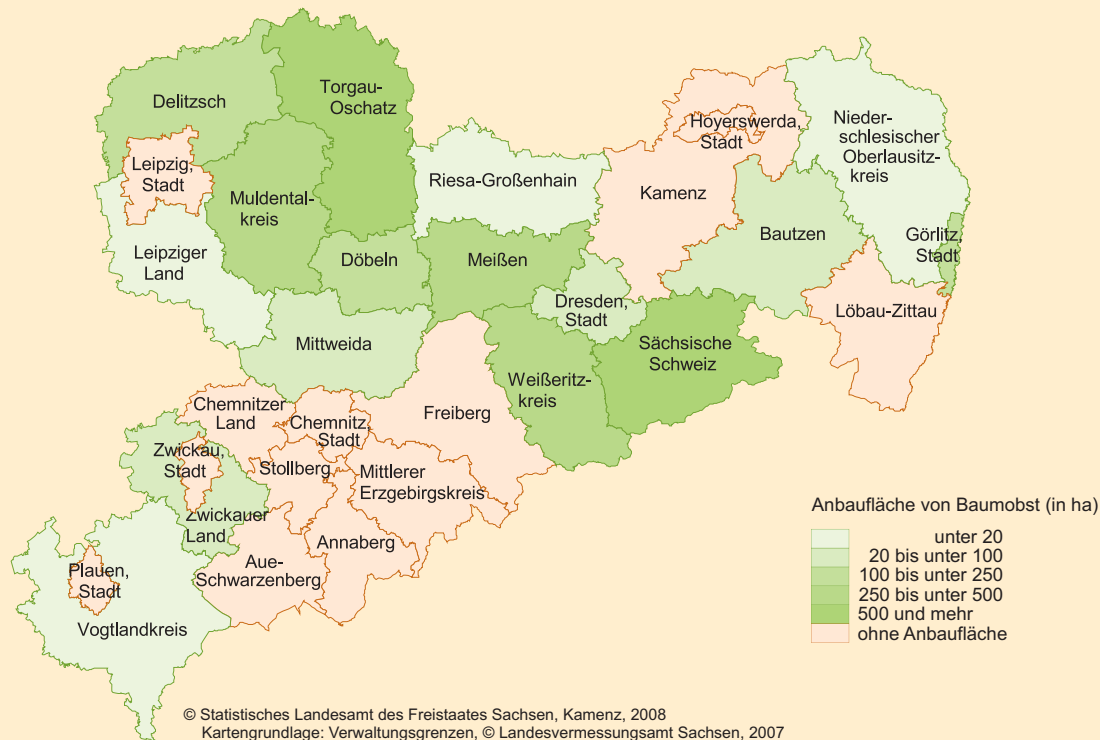 Torgau-
Oschatz
Delitzsch
Hoyerswerda,
Stadt
Nieder-
schlesischer
Oberlausitz-
kreis
Leipzig,
Stadt
Muldental-
kreis
Riesa-Großenhain
Kamenz
Leipziger
Land
Döbeln
Meißen
Bautzen
Görlitz,
Stadt
Dresden,
Stadt
Löbau-Zittau
Mittweida
Sächsische
Schweiz
Weißeritz-
kreis
Chemnitzer
Land
Chemnitz,
Stadt
Freiberg
Zwickau,
Stadt
Stollberg
Mittlerer
Erzgebirgskreis
Zwickauer
Land
Annaberg
Aue-
Schwarzenberg
Plauen,
Stadt
Vogtlandkreis
Anbaufläche von Baumobst (in ha)
unter 20
20 bis unter 100
100 bis unter 250
250 bis unter 500
500 und mehr
ohne Anbaufläche
© Statistisches Landesamt des Freistaates Sachsen, Kamenz, 2008
Kartengrundlage: Verwaltungsgrenzen, © Landesvermessungsamt Sachsen, 2007